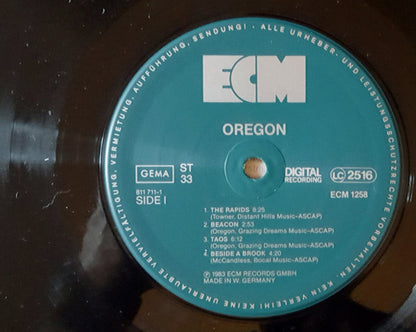 KEINE UNERLAUBTE VERVIELFÄLTIGUNG, VERMIETUNG, AUFFÜHRUNG, SENDUNG! · ALLE URHEBER- UND LEISTUNGSSCHUTZRECHTE VORBEHALTEN · KEIN VERLEIH!
ECM
OREGON
GEMA
ST
33
DIGITAL
RECORDING
LC 2516
811 711-1
SIDE I
ECM 1258
1. THE RAPIDS 8:25
(Towner, Distant Hills Music–ASCAP)
2. BEACON 2:53
(Oregon, Grazing Dreams Music–ASCAP)
3. TAOS 6:12
(Oregon, Grazing Dreams Music–ASCAP)
4. BESIDE A BROOK 4:20
(McCandless, Bocal Music–ASCAP)
℗ 1983 ECM RECORDS GMBH
MADE IN W. GERMANY